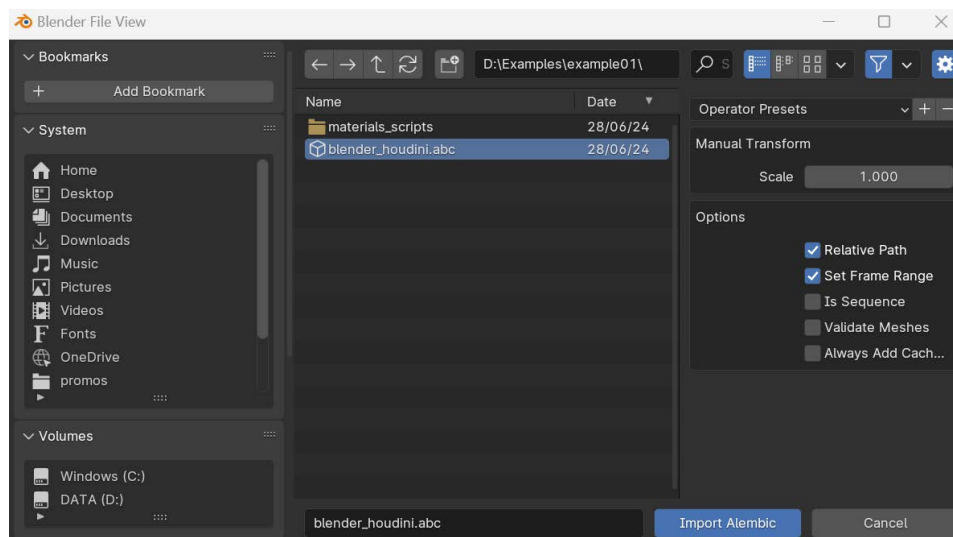 Blender File View
Bookmarks
Add Bookmark
System
Home
Desktop
Documents
Downloads
Music
Pictures
Videos
Fonts
OneDrive
promos
Volumes
Windows (C:)
DATA (D:)
D:\Examples\example01\
S
Name Date
materials_scripts 28/06/24
blender_houdini.abc 28/06/24
Operator Presets
Manual Transform
Scale 1.000
Options
Relative Path
Set Frame Range
Is Sequence
Validate Meshes
Always Add Cach...
blender_houdini.abc
Import Alembic
Cancel